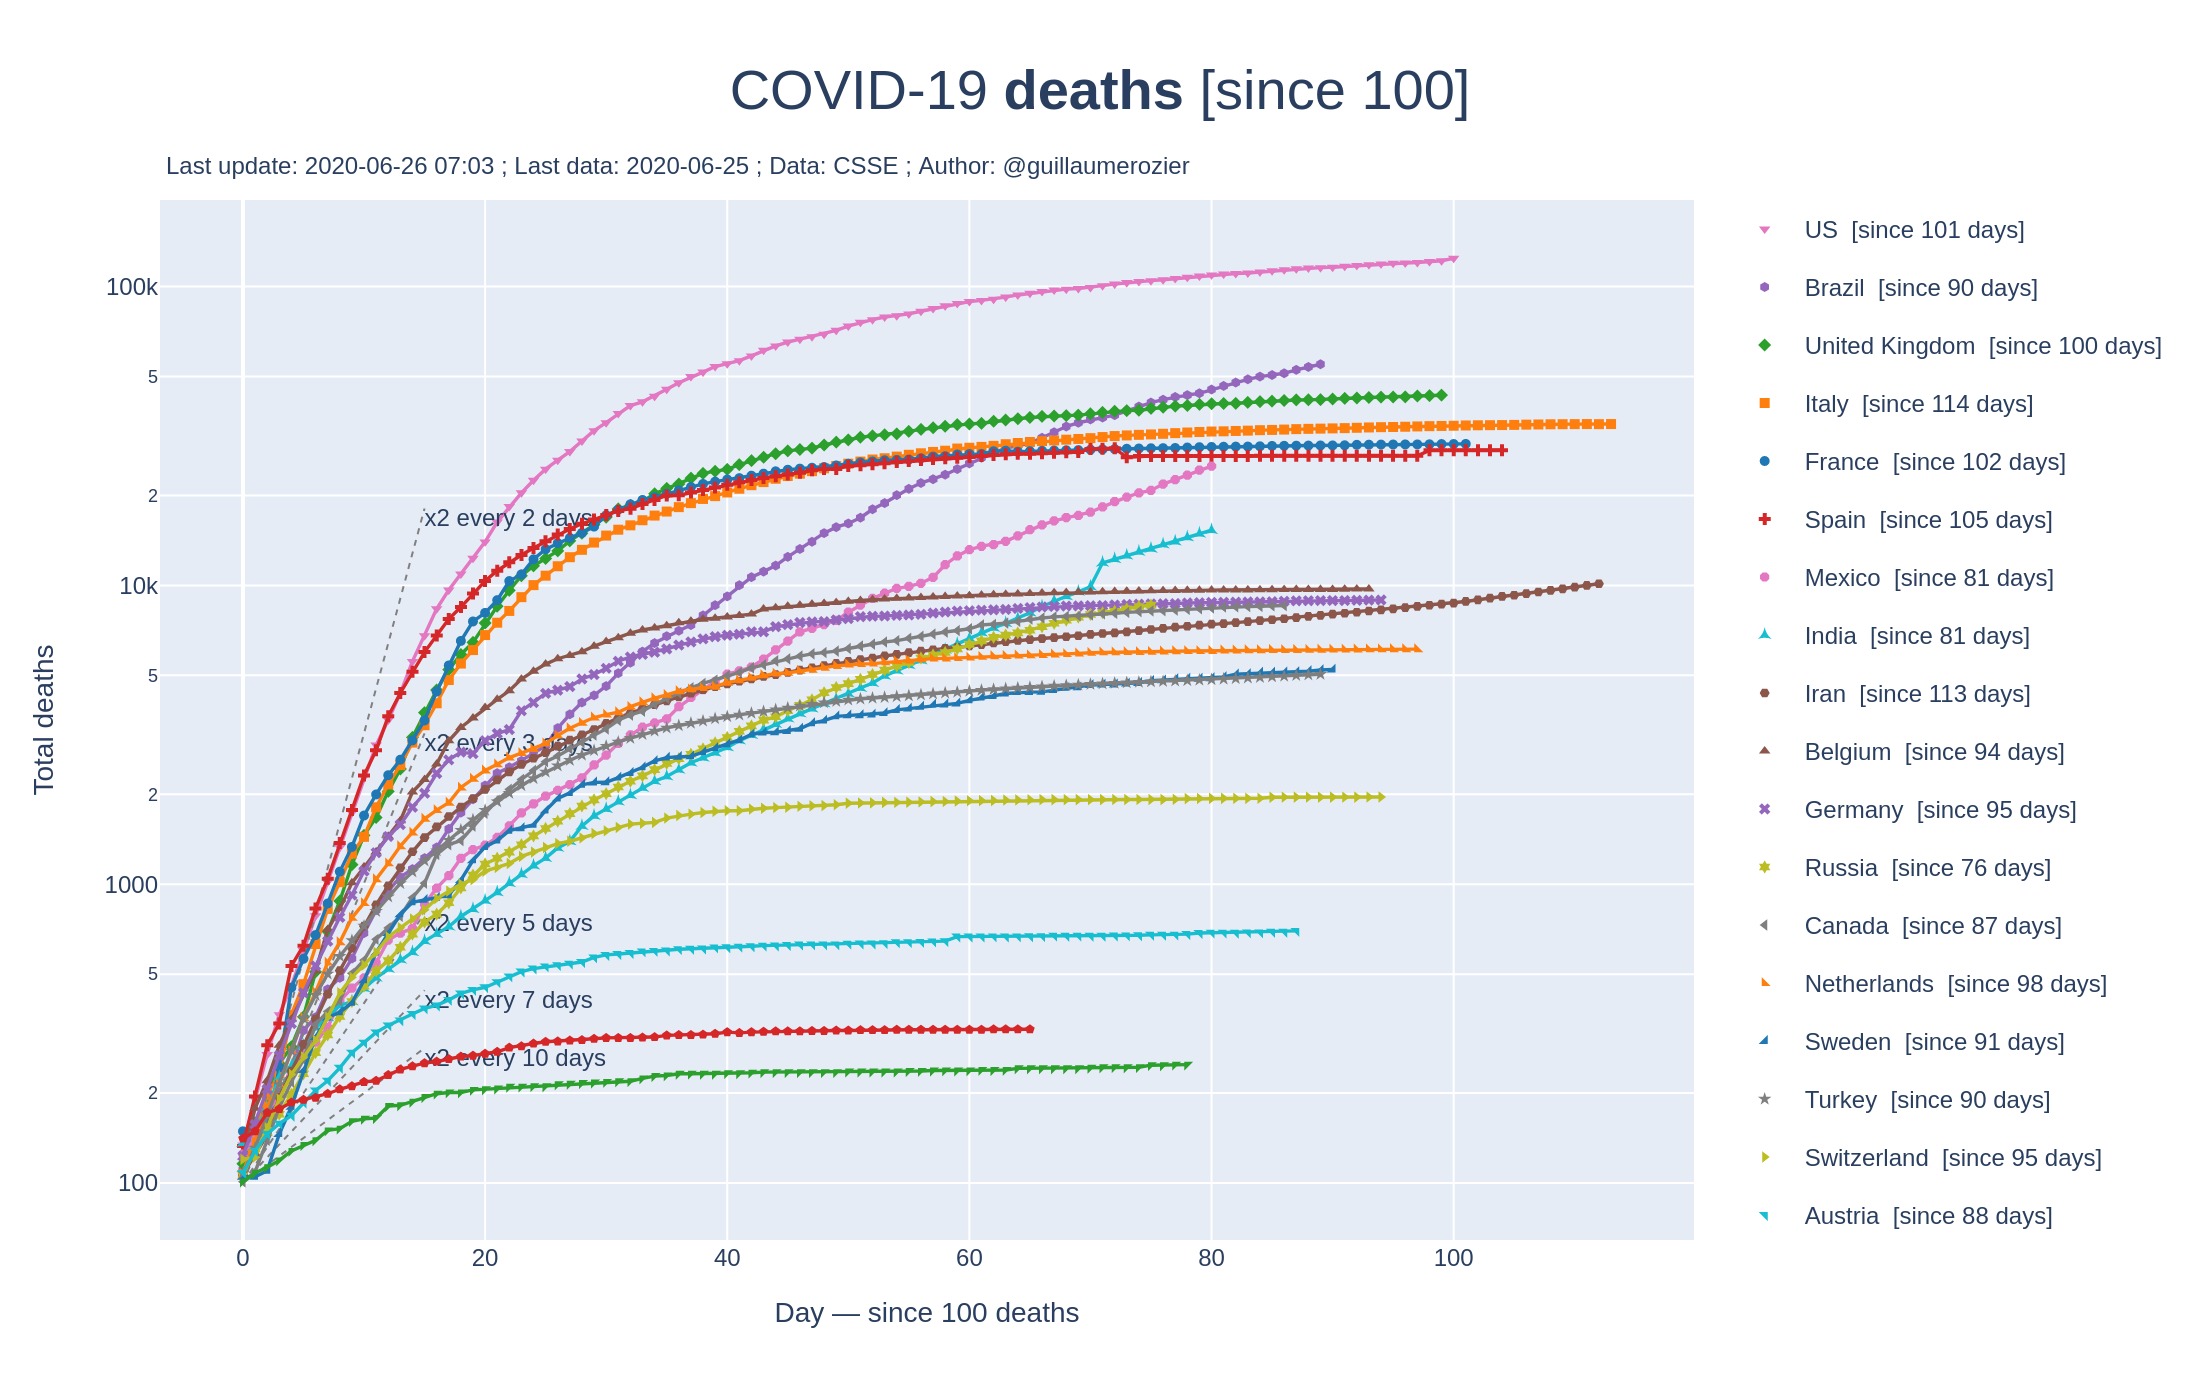 COVID-19 deaths [since 100]
Last update: 2020-06-26 07:03 ; Last data: 2020-06-25 ; Data: CSSE ; Author: @guillaumerozier
Total deaths
100k
5
2
10k
5
2
1000
5
2
100
x2 every 2 days
x2 every 3 days
x2 every 5 days
x2 every 7 days
x2 every 10 days
0 20 40 60 80 100
Day — since 100 deaths
US [since 101 days]
Brazil [since 90 days]
United Kingdom [since 100 days]
Italy [since 114 days]
France [since 102 days]
Spain [since 105 days]
Mexico [since 81 days]
India [since 81 days]
Iran [since 113 days]
Belgium [since 94 days]
Germany [since 95 days]
Russia [since 76 days]
Canada [since 87 days]
Netherlands [since 98 days]
Sweden [since 91 days]
Turkey [since 90 days]
Switzerland [since 95 days]
Austria [since 88 days]